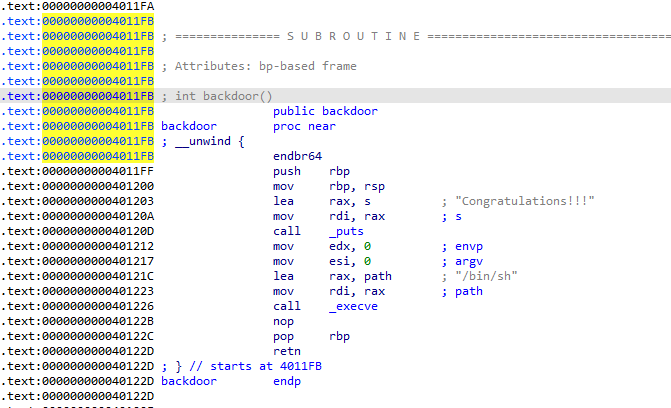 .text:00000000004011FA
.text:00000000004011FB
.text:00000000004011FB ; =============== S U B R O U T I N E =======================================
.text:00000000004011FB
.text:00000000004011FB ; Attributes: bp-based frame
.text:00000000004011FB
.text:00000000004011FB ; int backdoor()
.text:00000000004011FB public backdoor
.text:00000000004011FB backdoor proc near
.text:00000000004011FB ; __unwind {
.text:00000000004011FB endbr64
.text:00000000004011FF push rbp
.text:0000000000401200 mov rbp, rsp
.text:0000000000401203 lea rax, s ; "Congratulations!!!"
.text:000000000040120A mov rdi, rax ; s
.text:000000000040120D call _puts
.text:0000000000401212 mov edx, 0 ; envp
.text:0000000000401217 mov esi, 0 ; argv
.text:000000000040121C lea rax, path ; "/bin/sh"
.text:0000000000401223 mov rdi, rax ; path
.text:0000000000401226 call _execve
.text:000000000040122B nop
.text:000000000040122C pop rbp
.text:000000000040122D retn
.text:000000000040122D ; } // starts at 4011FB
.text:000000000040122D backdoor endp
.text:000000000040122D